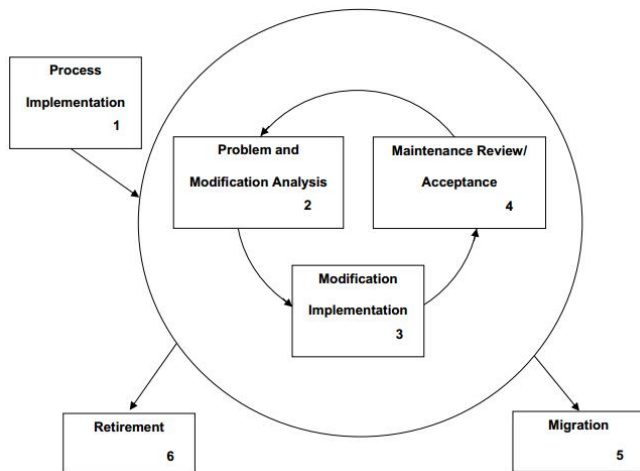 Process
Implementation
1
Problem and
Modification Analysis
2
Maintenance Review/
Acceptance
4
Modification
Implementation
3
Retirement
6
Migration
5